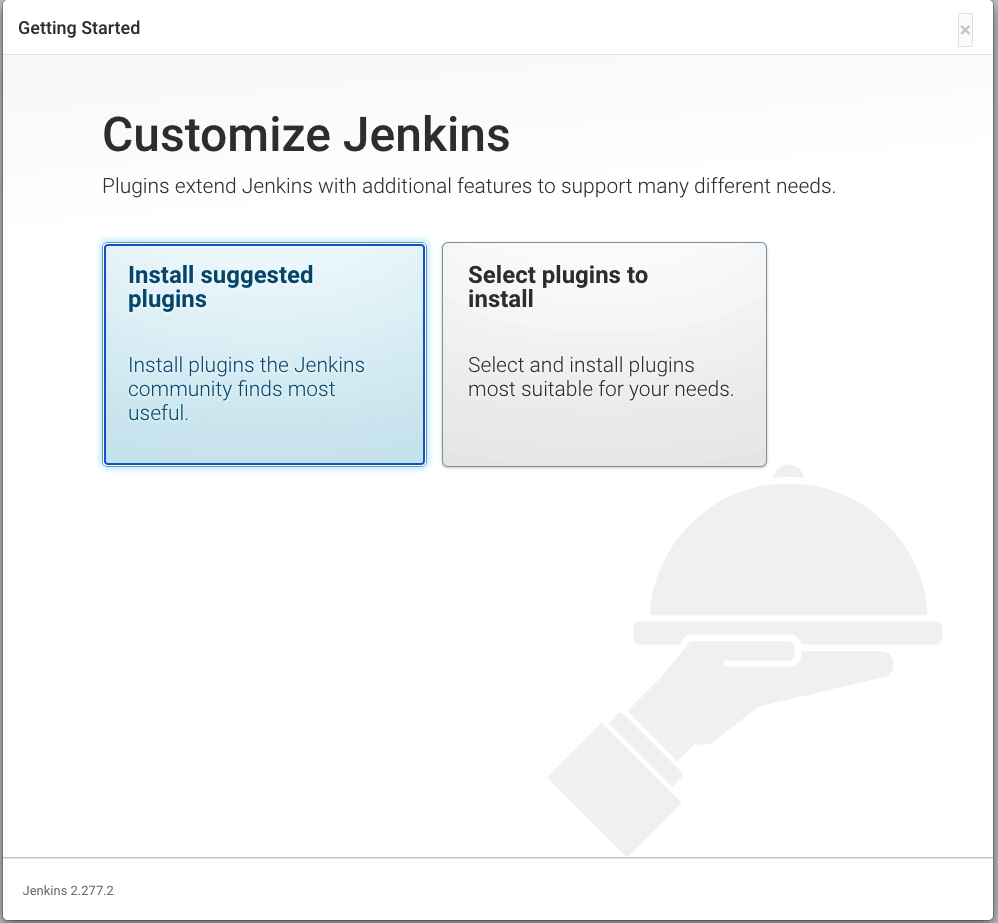 Getting Started
×
Customize Jenkins
Plugins extend Jenkins with additional features to support many different needs.
Install suggested
plugins
Install plugins the Jenkins
community finds most
useful.
Select plugins to
install
Select and install plugins
most suitable for your needs.
Jenkins 2.277.2